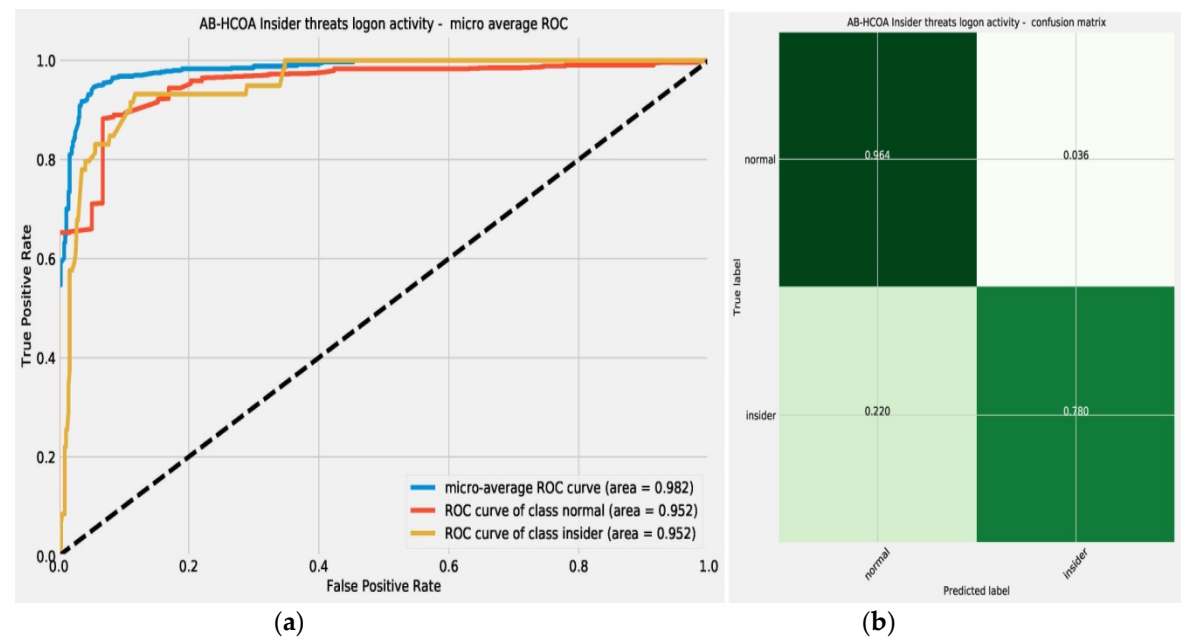 AB-HCOA Insider threats logon activity - micro average ROC
1.0
0.8
0.6
0.4
0.2
0.0
True Positive Rate
micro-average ROC curve (area = 0.982)
ROC curve of class normal (area = 0.952)
ROC curve of class insider (area = 0.952)
0.0 0.2 0.4 0.6 0.8 1.0
False Positive Rate
(a)
AB-HCOA Insider threats logon activity - confusion matrix
normal 0.964 0.036
True label
insider 0.220 0.780
normal insider
Predicted label
(b)